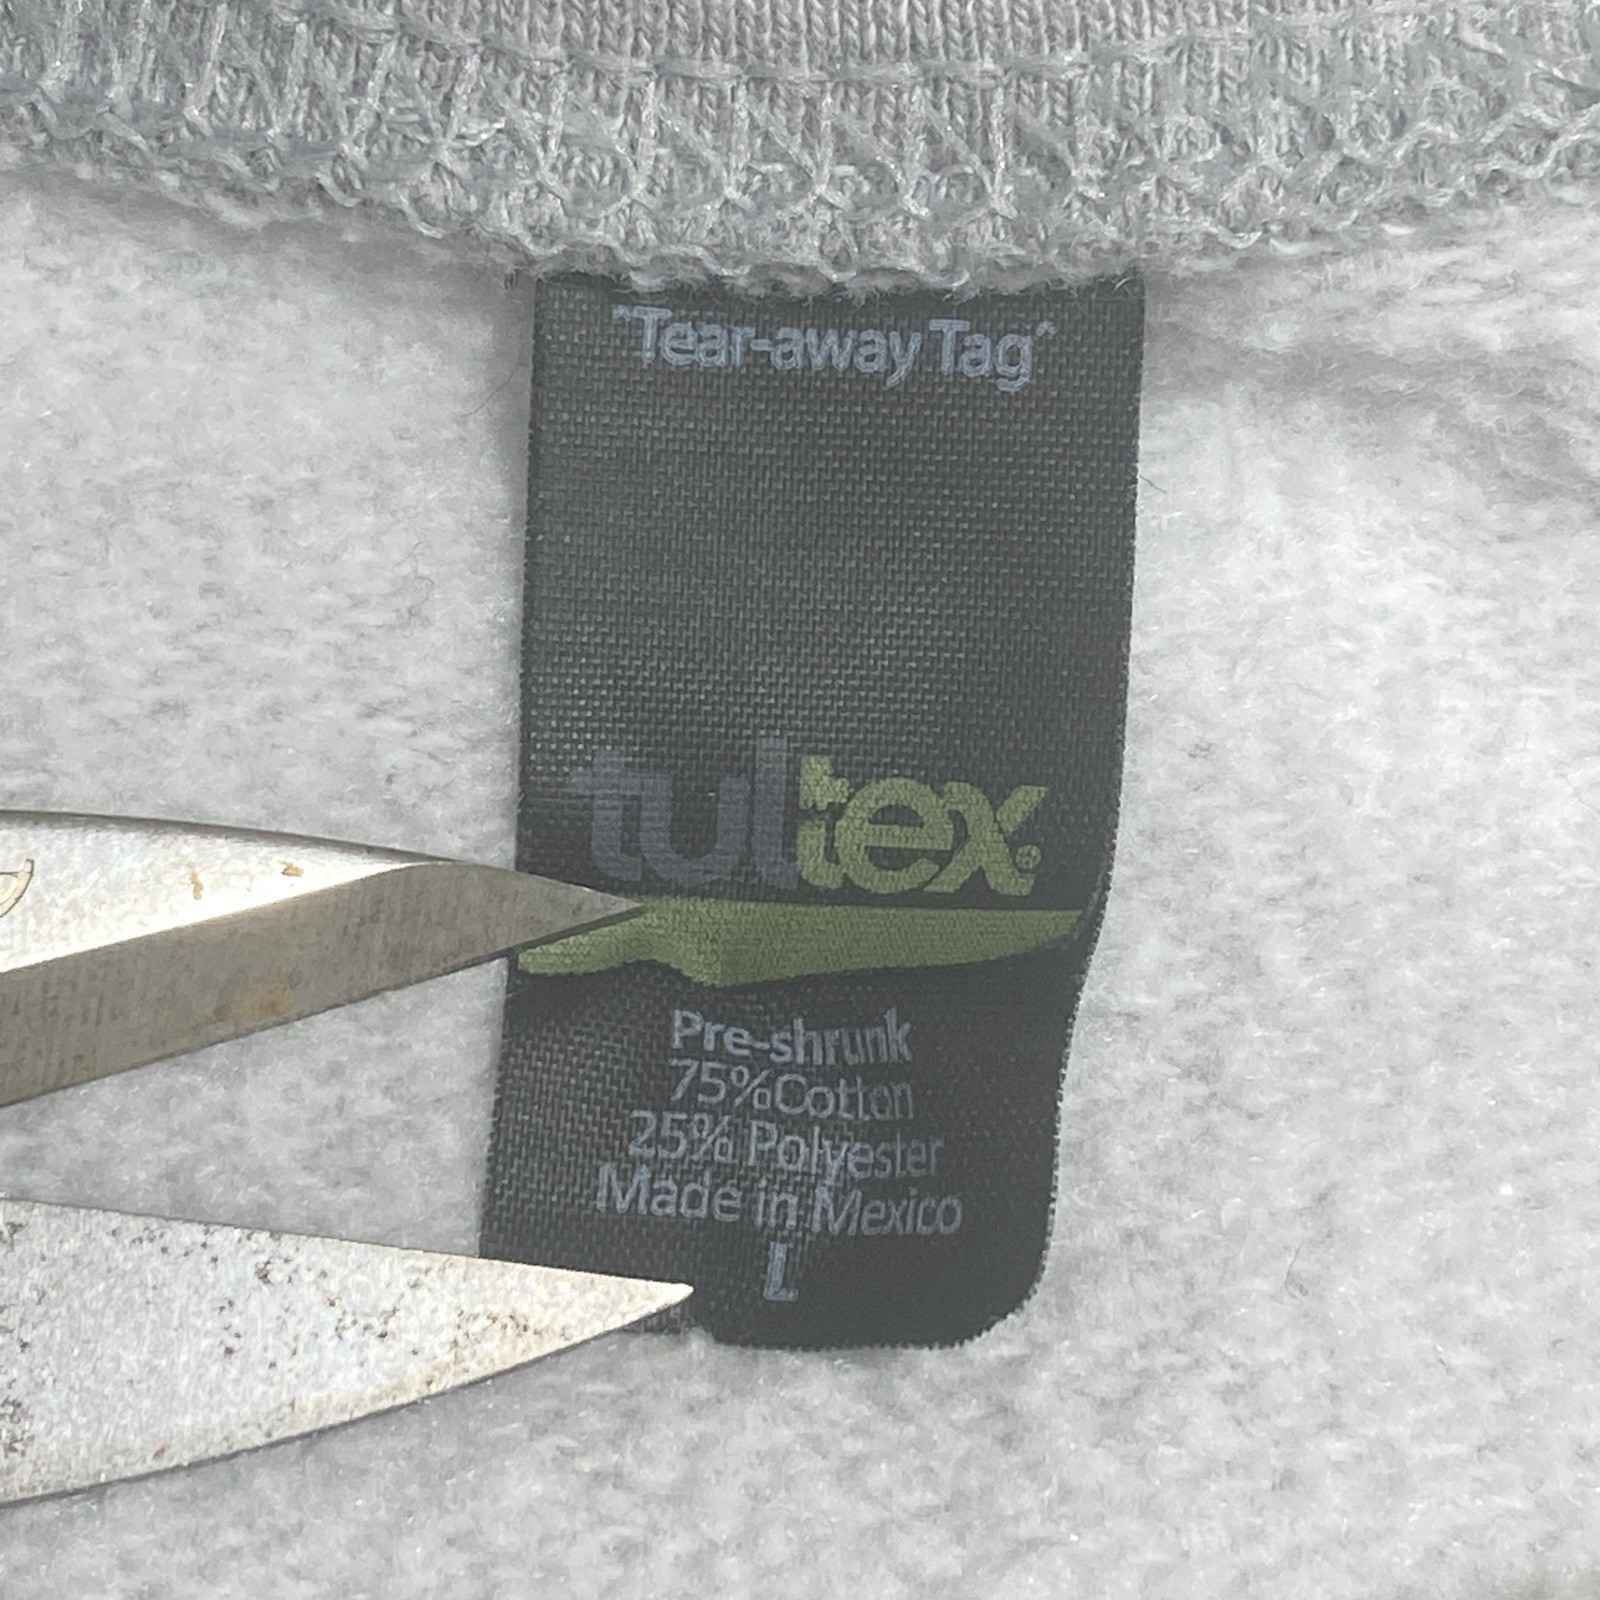 "Tear-away Tag"
tultex®
Pre-shrunk
75%Cotton
25% Polyester
Made in Mexico
L